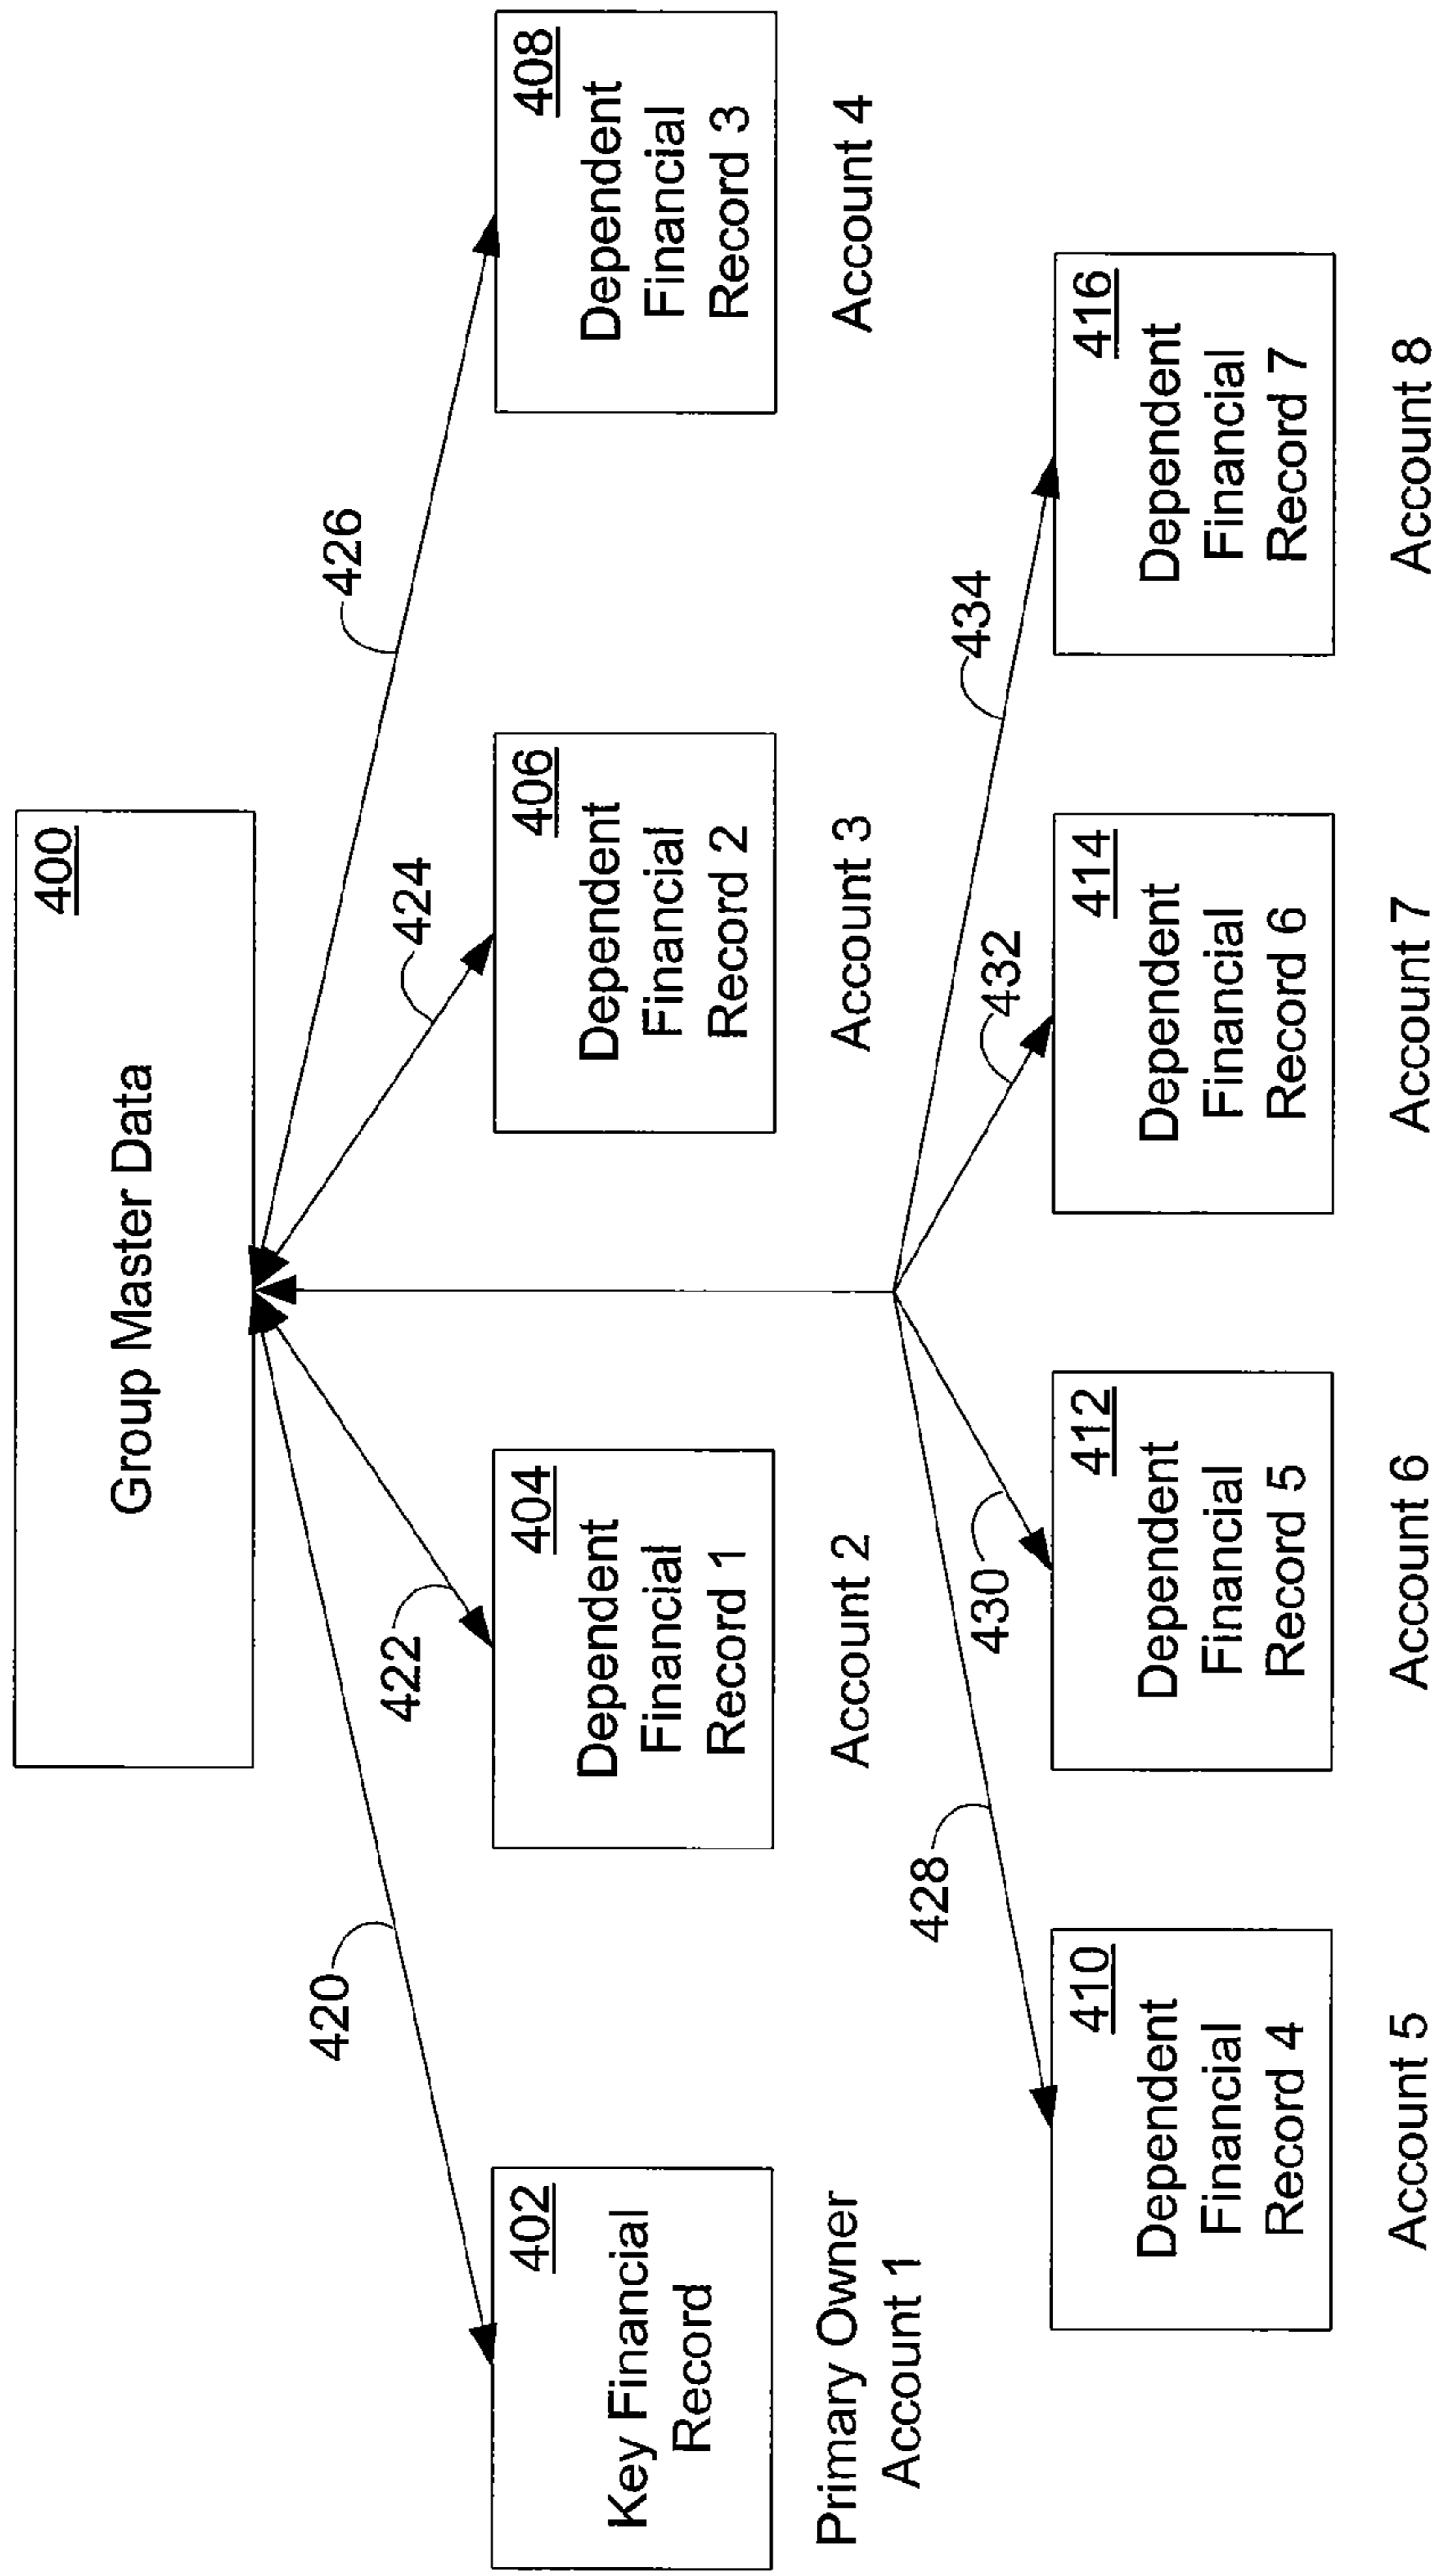 400
Group Master Data
420
422
424
426
402
Key Financial
Record
Primary Owner
Account 1
404
Dependent
Financial
Record 1
Account 2
406
Dependent
Financial
Record 2
Account 3
408
Dependent
Financial
Record 3
Account 4
428
430
432
434
410
Dependent
Financial
Record 4
Account 5
412
Dependent
Financial
Record 5
Account 6
414
Dependent
Financial
Record 6
Account 7
416
Dependent
Financial
Record 7
Account 8